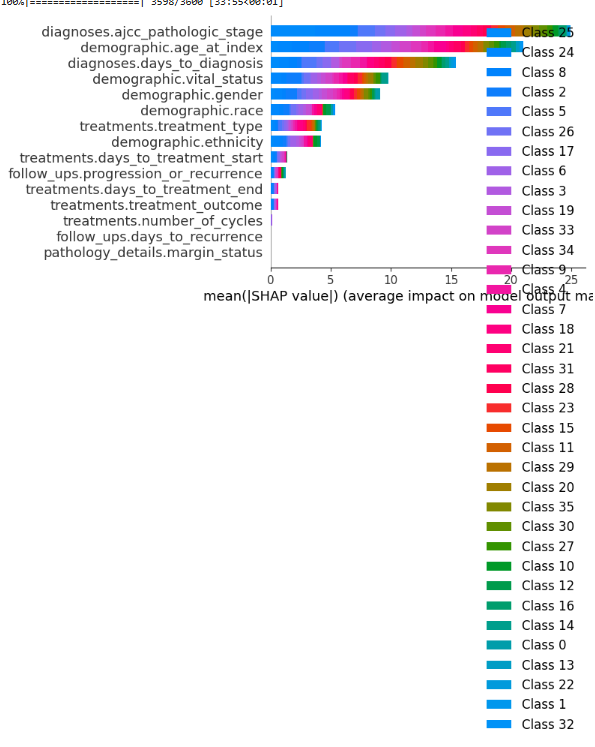 100%|===================| 3598/3600 [33:55<00:01]
diagnoses.ajcc_pathologic_stage
demographic.age_at_index
diagnoses.days_to_diagnosis
demographic.vital_status
demographic.gender
demographic.race
treatments.treatment_type
demographic.ethnicity
treatments.days_to_treatment_start
follow_ups.progression_or_recurrence
treatments.days_to_treatment_end
treatments.treatment_outcome
treatments.number_of_cycles
follow_ups.days_to_recurrence
pathology_details.margin_status
0 5 10 15 20 25
mean(|SHAP value|) (average impact on model output ma
Class 25
Class 24
Class 8
Class 2
Class 5
Class 26
Class 17
Class 6
Class 3
Class 19
Class 33
Class 34
Class 9
Class 4
Class 7
Class 18
Class 21
Class 31
Class 28
Class 23
Class 15
Class 11
Class 29
Class 20
Class 35
Class 30
Class 27
Class 10
Class 12
Class 16
Class 14
Class 0
Class 13
Class 22
Class 1
Class 32